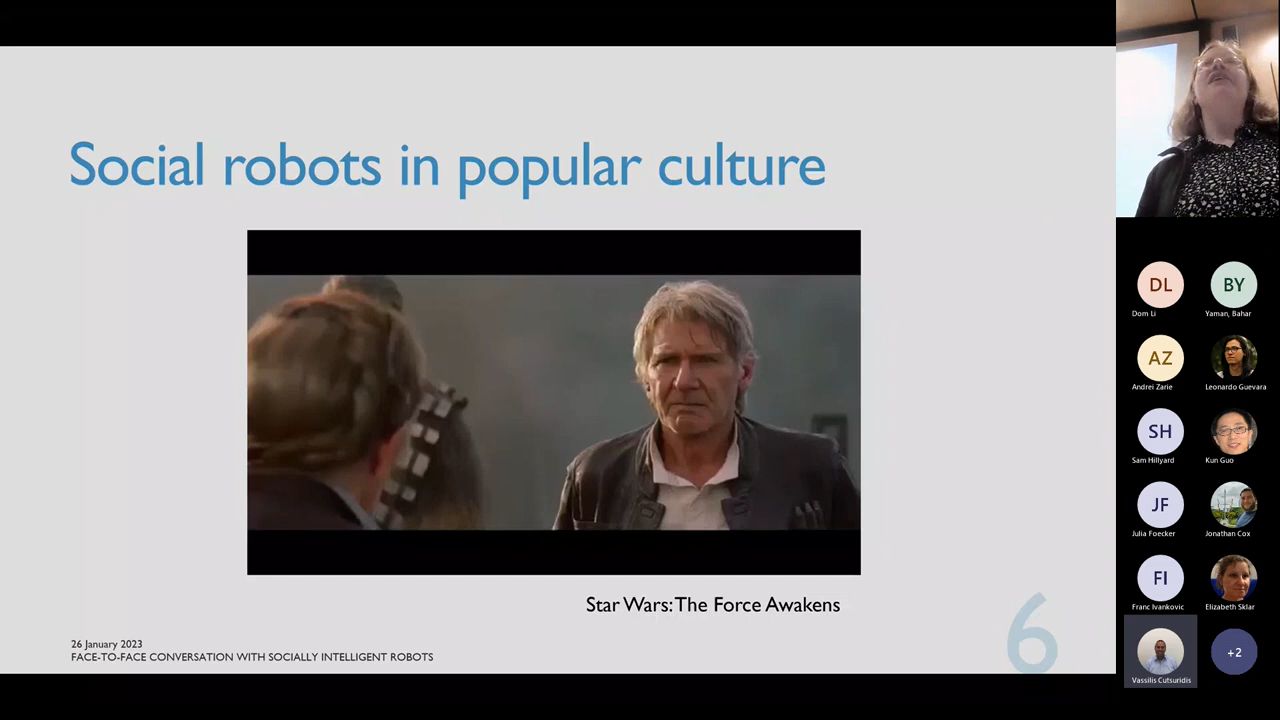 Social robots in popular culture
Star Wars: The Force Awakens
26 January 2023
FACE-TO-FACE CONVERSATION WITH SOCIALLY INTELLIGENT ROBOTS
6
DL
BY
Dom Li
Yaman, Bahar
AZ
Andrei Zarie
Leonardo Guevara
SH
Sam Hillyard
Kun Guo
JF
Julia Foecker
Jonathan Cox
FI
Franc Ivankovic
Elizabeth Sklar
+2
Vassilis Cutsuridis